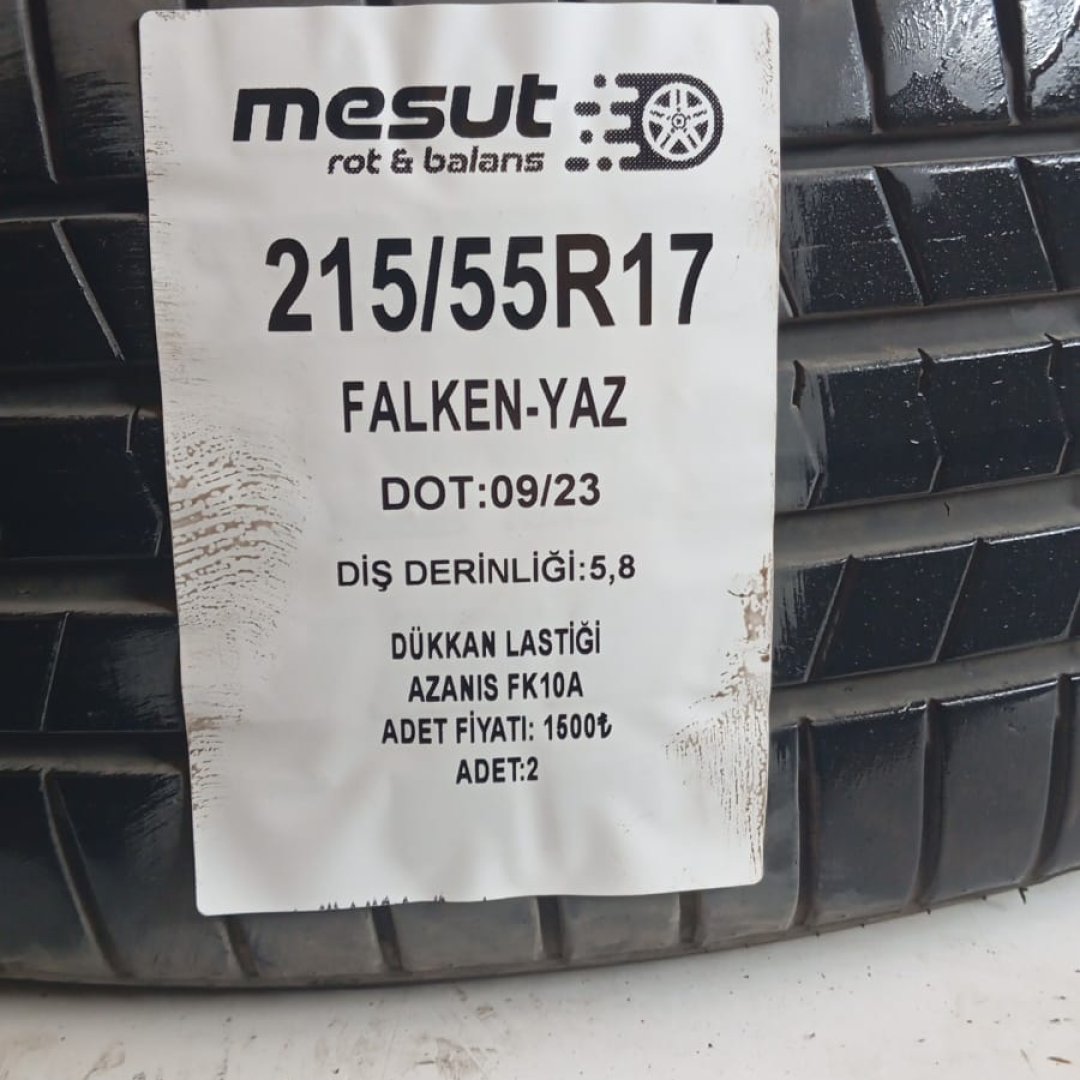 mesut
rot & balans
215/55R17
FALKEN-YAZ
DOT:09/23
DİŞ DERİNLİĞİ:5,8
DÜKKAN LASTİĞİ
AZANIS FK10A
ADET FİYATI: 1500₺
ADET:2